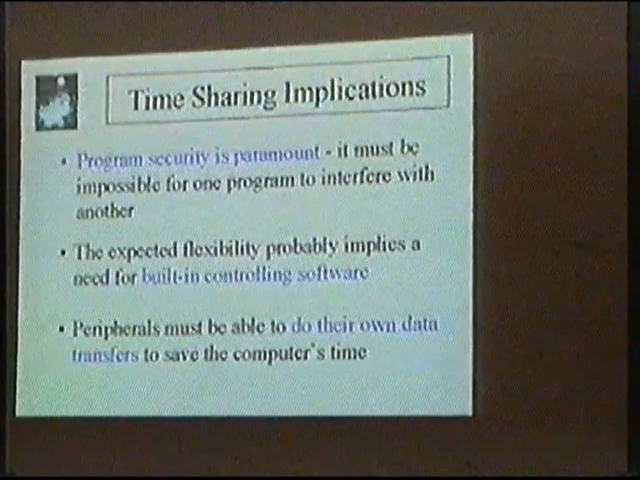 Time Sharing Implications
• Program security is paramount - it must be
impossible for one program to interfere with
another
• The expected flexibility probably implies a
need for built-in controlling software
• Peripherals must be able to do their own data
transfers to save the computer's time